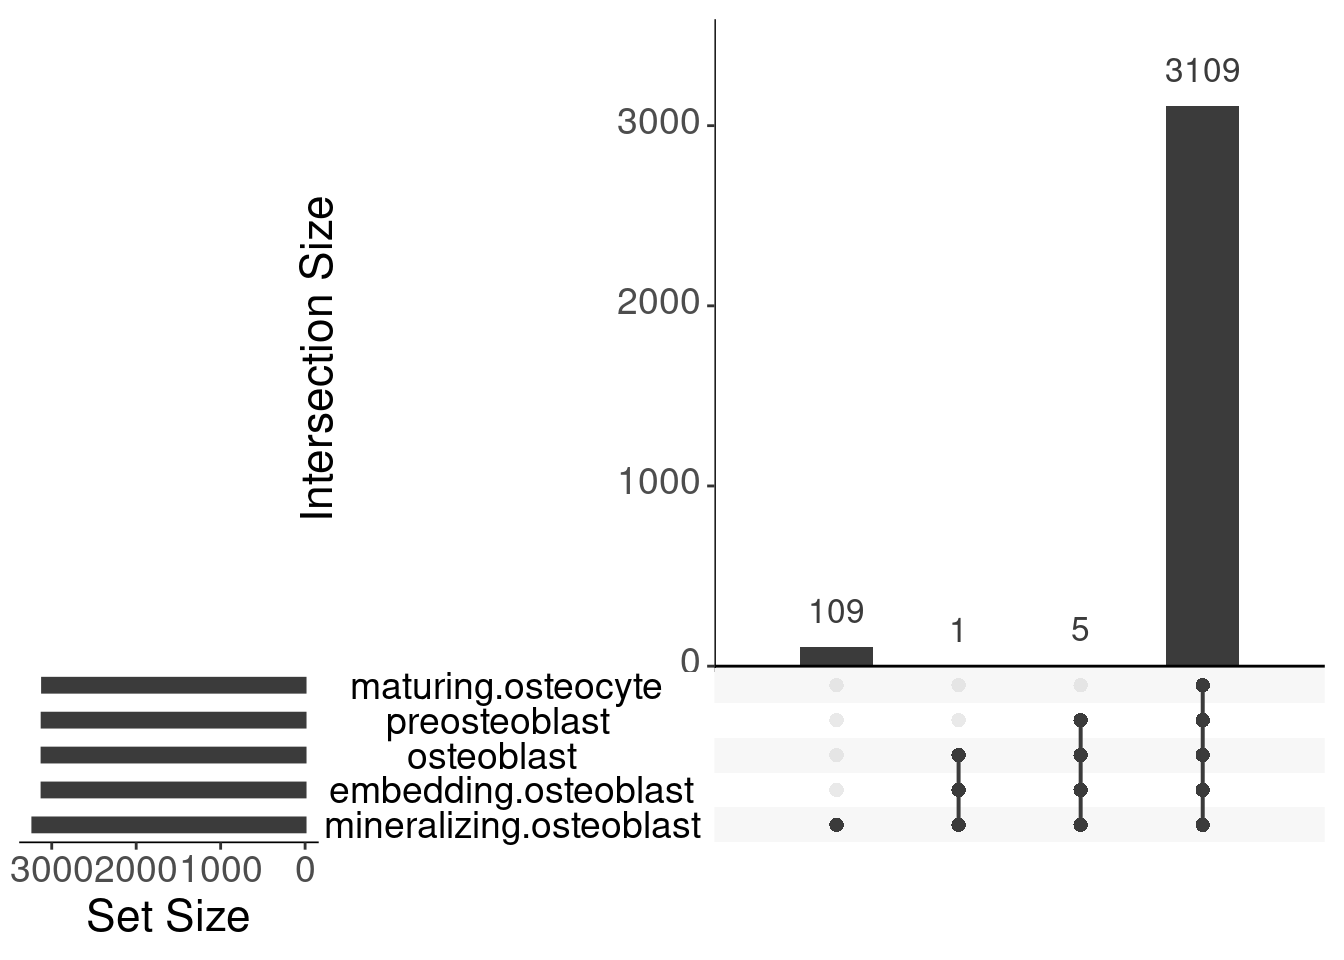 3109
3000
2000
1000
0
Intersection Size
109
1
5
maturing.osteocyte
preosteoblast
osteoblast
embedding.osteoblast
mineralizing.osteoblast
3000 2000 1000 0
Set Size